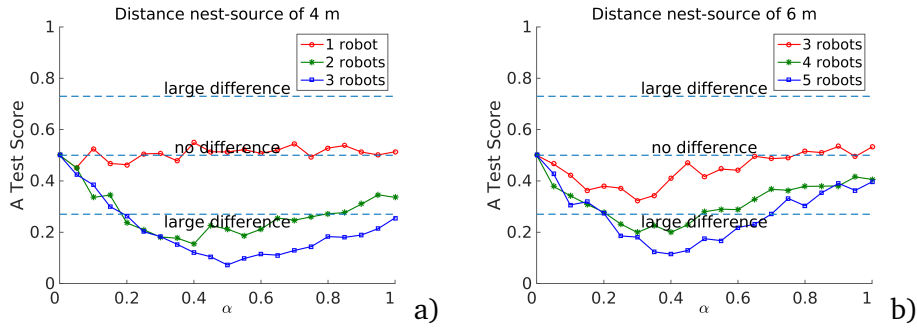 Distance nest-source of 4 m
A Test Score
1
0.8
0.6
0.4
0.2
0
1 robot
2 robots
3 robots
large difference
no difference
large difference
0 0.2 0.4 0.6 0.8 1
α
a)
Distance nest-source of 6 m
A Test Score
1
0.8
0.6
0.4
0.2
0
3 robots
4 robots
5 robots
large difference
no difference
large difference
0 0.2 0.4 0.6 0.8 1
α
b)